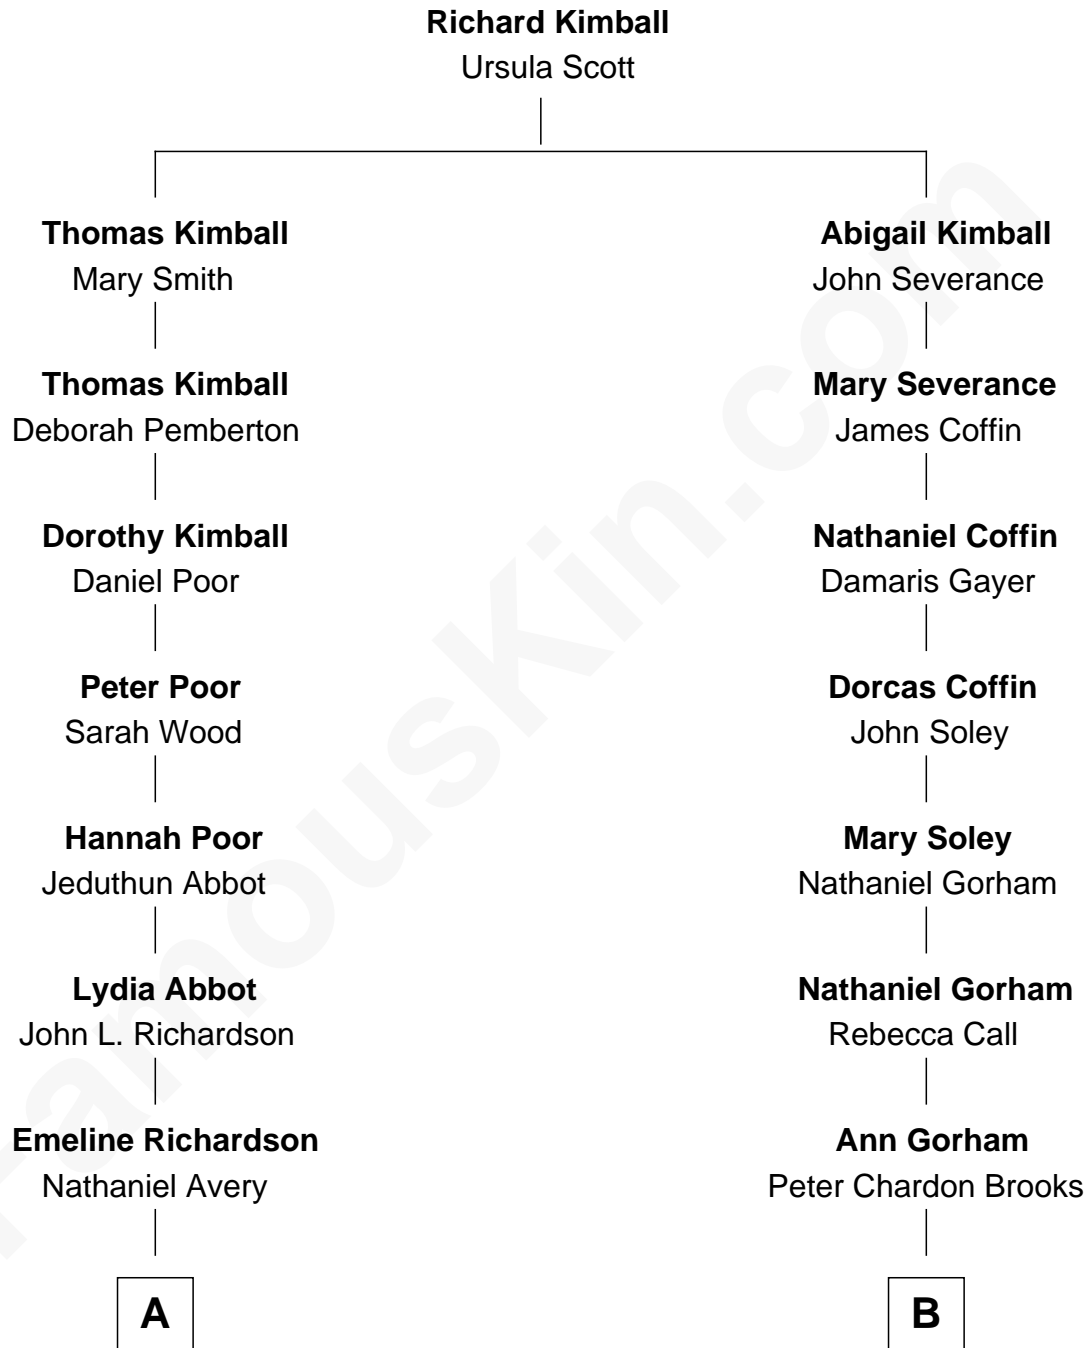 Richard Kimball
Ursula Scott
Thomas Kimball
Mary Smith
Thomas Kimball
Deborah Pemberton
Dorothy Kimball
Daniel Poor
Peter Poor
Sarah Wood
Hannah Poor
Jeduthun Abbot
Lydia Abbot
John L. Richardson
Emeline Richardson
Nathaniel Avery
A
Abigail Kimball
John Severance
Mary Severance
James Coffin
Nathaniel Coffin
Damaris Gayer
Dorcas Coffin
John Soley
Mary Soley
Nathaniel Gorham
Nathaniel Gorham
Rebecca Call
Ann Gorham
Peter Chardon Brooks
B
FamousKin.com